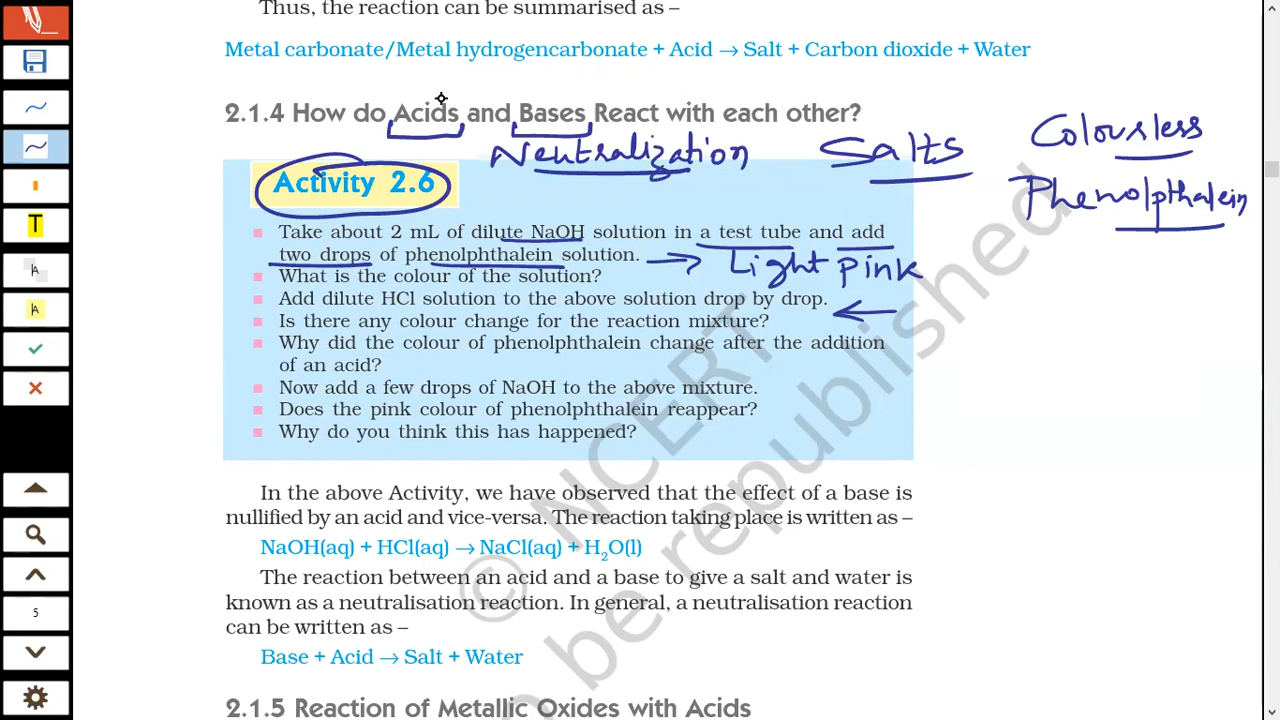 Thus, the reaction can be summarised as –
Metal carbonate/Metal hydrogencarbonate + Acid → Salt + Carbon dioxide + Water
2.1.4 How do Acids and Bases React with each other?
Neutralization
Salts
Colourless
Phenolpthalein
Activity 2.6
Take about 2 mL of dilute NaOH solution in a test tube and add
two drops of phenolphthalein solution. → Light pink
What is the colour of the solution?
Add dilute HCl solution to the above solution drop by drop. ←
Is there any colour change for the reaction mixture?
Why did the colour of phenolphthalein change after the addition
of an acid?
Now add a few drops of NaOH to the above mixture.
Does the pink colour of phenolphthalein reappear?
Why do you think this has happened?
In the above Activity, we have observed that the effect of a base is
nullified by an acid and vice-versa. The reaction taking place is written as –
NaOH(aq) + HCl(aq) → NaCl(aq) + H₂O(l)
The reaction between an acid and a base to give a salt and water is
known as a neutralisation reaction. In general, a neutralisation reaction
can be written as –
Base + Acid → Salt + Water
2.1.5 Reaction of Metallic Oxides with Acids
© NCERT
be republished
T
A
A
5